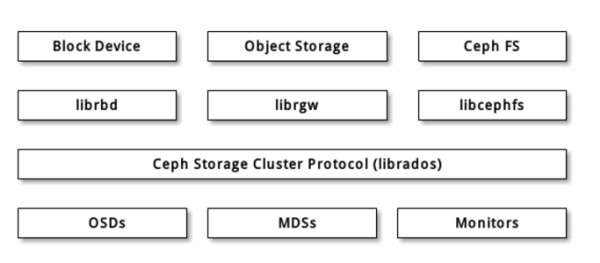 Block Device
Object Storage
Ceph FS
librbd
librgw
libcephfs
Ceph Storage Cluster Protocol (librados)
OSDs
MDSs
Monitors